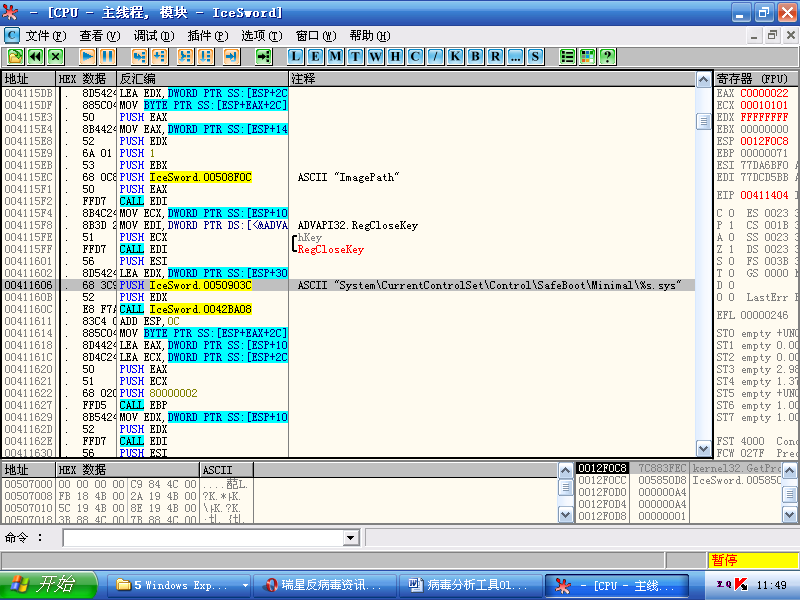 - [CPU - 主线程, 模块 - IceSword]
C 文件(F) 查看(V) 调试(D) 插件(P) 选项(T) 窗口(W) 帮助(H)
L E M T W H C / K B R ... S ?
地址 HEX 数据 反汇编 注释
004115DB . 8D5424 LEA EDX,DWORD PTR SS:[ESP+2C
004115DF . 885C04 MOV BYTE PTR SS:[ESP+EAX+2C]
004115E3 . 50 PUSH EAX
004115E4 . 8B4424 MOV EAX,DWORD PTR SS:[ESP+14
004115E8 . 52 PUSH EDX
004115E9 . 6A 01 PUSH 1
004115EB . 53 PUSH EBX
004115EC . 68 0C8 PUSH IceSword.00508F0C ASCII "ImagePath"
004115F1 . 50 PUSH EAX
004115F2 . FFD7 CALL EDI
004115F4 . 8B4C24 MOV ECX,DWORD PTR SS:[ESP+10
004115F8 . 8B3D 2 MOV EDI,DWORD PTR DS:[<&ADVA ADVAPI32.RegCloseKey
004115FE . 51 PUSH ECX hKey
004115FF . FFD7 CALL EDI RegCloseKey
00411601 . 56 PUSH ESI
00411602 . 8D5424 LEA EDX,DWORD PTR SS:[ESP+30
00411606 . 68 3C9 PUSH IceSword.0050903C ASCII "System\CurrentControlSet\Control\SafeBoot\Minimal\%s.sys"
0041160B . 52 PUSH EDX
0041160C . E8 F7A CALL IceSword.0042BA08
00411611 . 83C4 0 ADD ESP,0C
00411614 . 885C04 MOV BYTE PTR SS:[ESP+EAX+2C]
00411618 . 8D4424 LEA EAX,DWORD PTR SS:[ESP+10
0041161C . 8D4C24 LEA ECX,DWORD PTR SS:[ESP+2C
00411620 . 50 PUSH EAX
00411621 . 51 PUSH ECX
00411622 . 68 020 PUSH 80000002
00411627 . FFD5 CALL EBP
00411629 . 8B5424 MOV EDX,DWORD PTR SS:[ESP+10
0041162D . 52 PUSH EDX
0041162E . FFD7 CALL EDI
00411630 . 56 PUSH ESI
寄存器 (FPU)
EAX C0000022
ECX 00010101
EDX FFFFFFFF
EBX 00000000
ESP 0012F0C8
EBP 00000071
ESI 77DA6BF0 A
EDI 77DCD5BB A
EIP 00411404 I
C 0 ES 0023 3
P 1 CS 001B 3
A 0 SS 0023 3
Z 1 DS 0023 3
S 0 FS 003B 3
T 0 GS 0000 N
D 0
O 0 LastErr E
EFL 00000246
ST0 empty +UNO
ST1 empty 0.00
ST2 empty 0.00
ST3 empty 2.98
ST4 empty 1.37
ST5 empty +UNO
ST6 empty 1.00
ST7 empty 1.00
FST 4000 Cond
FCW 027F Prec
地址 HEX 数据 ASCII
00507000 00 00 00 00 C9 84 4C 00
00507008 FB 18 4B 00 2A 19 4B 00
00507010 5C 19 4B 00 8E 19 4B 00
00507018 3B 88 4C 00 7B 88 4C 00
0012F0C8 7C883FEC kernel32.GetPro
0012F0CC 005850D8 IceSword.005850
0012F0D0 000000A4
0012F0D4 000000A4
0012F0D8 00000001
命令 :
暂停
开始 5 Windows Exp... 瑞星反病毒资讯... 病毒分析工具01... - [CPU - 主线... 11:49